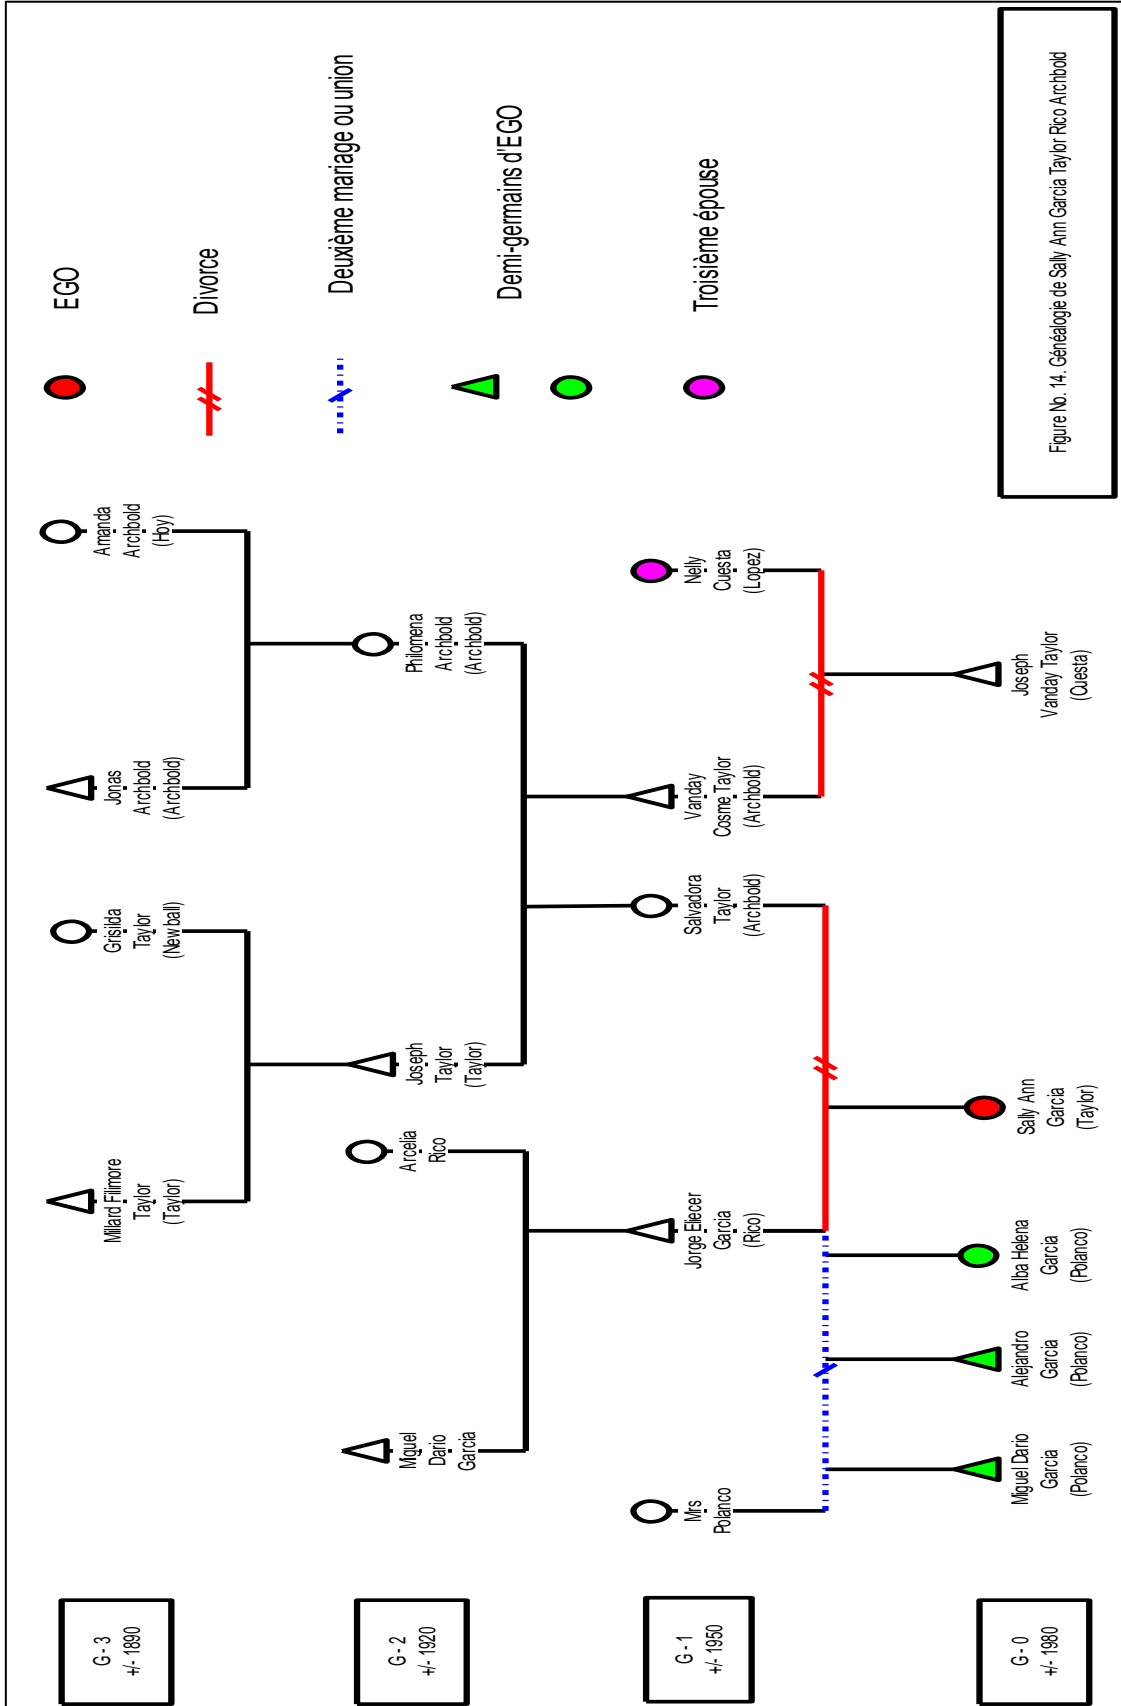 EGO
Divorce
Deuxième mariage ou union
Demi-germains d'EGO
Troisième épouse
G - 3
+/- 1890
Millard Filimore
Taylor
(Taylor)
Grisilda
Taylor
(Newball)
Jonas
Archbold
(Archbold)
Amanda
Archbold
(Hoy)
G - 2
+/- 1920
Miguel
Dario
Garcia
Arcelia
Rico
Joseph
Taylor
(Taylor)
Philomena
Archbold
(Archbold)
G - 1
+/- 1950
Mrs
Polanco
Jorge Eliecer
Garcia
(Rico)
Salvadora
Taylor
(Archbold)
Vanday
Cosme Taylor
(Archbold)
Nelly
Cuesta
(Lopez)
G - 0
+/- 1980
Miguel Dario
Garcia
(Polanco)
Alejandro
Garcia
(Polanco)
Alba Helena
Garcia
(Polanco)
Sally Ann
Garcia
(Taylor)
Joseph
Vanday Taylor
(Cuesta)
Figure No. 14. Généalogie de Sally Ann Garcia Taylor Rico Archbold